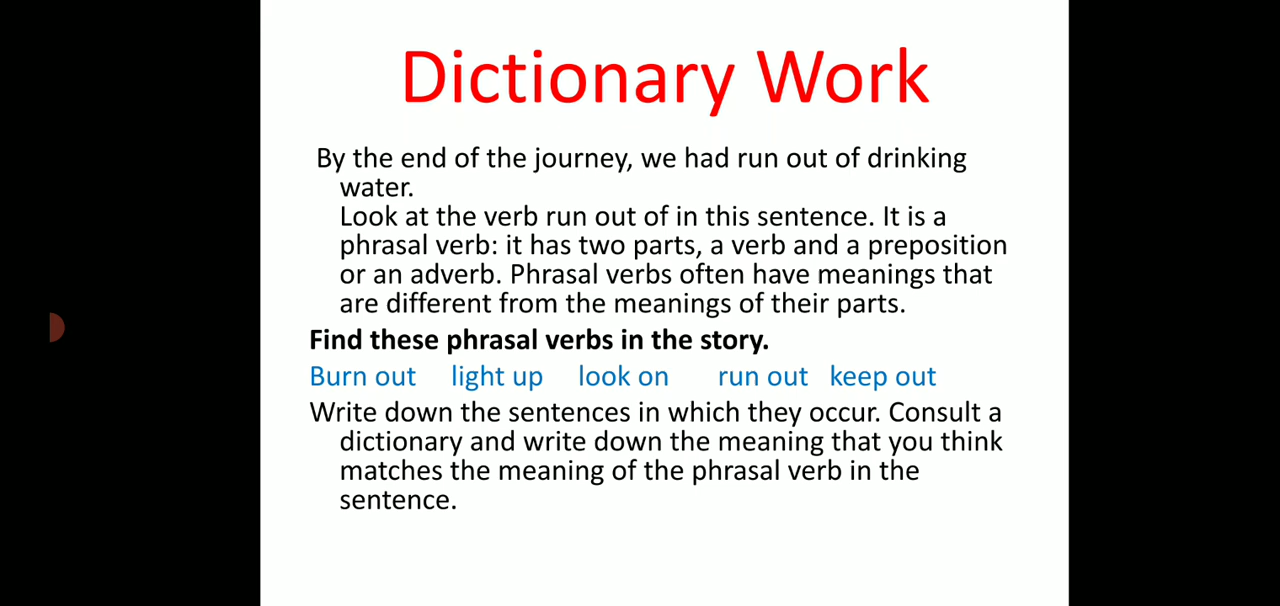 Dictionary Work
By the end of the journey, we had run out of drinking
water.
Look at the verb run out of in this sentence. It is a
phrasal verb: it has two parts, a verb and a preposition
or an adverb. Phrasal verbs often have meanings that
are different from the meanings of their parts.
Find these phrasal verbs in the story.
Burn out light up look on run out keep out
Write down the sentences in which they occur. Consult a
dictionary and write down the meaning that you think
matches the meaning of the phrasal verb in the
sentence.